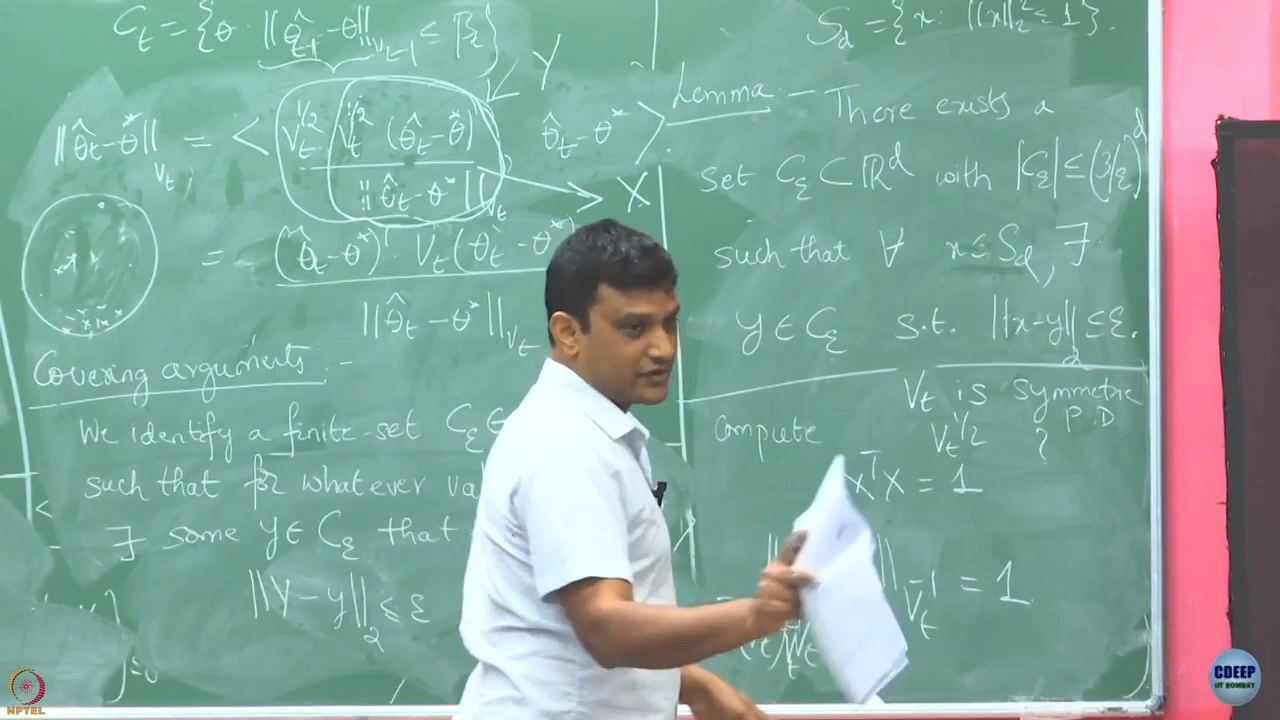 C_t = {θ : ||θ̂_{t-1} - θ||_{V_{t-1}} ≤ β_t}
Y
||θ̂_t - θ*||_{V_t} = < V_t^{1/2} V_t^{1/2} (θ̂_t - θ*) / ||θ̂_t - θ*||_{V_t} , θ̂_t - θ* >
X
= (θ̂_t - θ*)' V_t (θ̂_t - θ*)
||θ̂_t - θ*||_{V_t}
Covering arguments :-
We identify a finite-set C_ε
such that for whatever
∃ some y ∈ C_ε that
||Y - y||_2 ≤ ε
S_d = {x : ||x||_2^2 ≤ 1}.
Lemma :- There exists a
set C_ε ⊂ ℝ^d with |C_ε| ≤ (3/ε)^d
such that ∀ x ∈ S_d, ∃
y ∈ C_ε s.t. ||x-y||_2 ≤ ε.
V_t is symmetric
P.D
Compute V_t^{1/2} ?
X^T X = 1
||_{V_t^{-1}} = 1
NPTEL
CDEEP
IIT BOMBAY